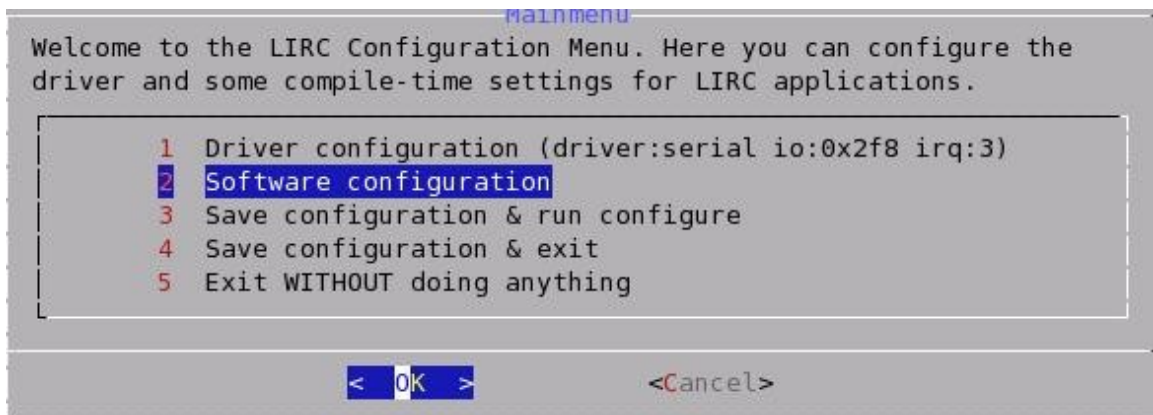 Mainmenu
Welcome to the LIRC Configuration Menu. Here you can configure the
driver and some compile-time settings for LIRC applications.
1 Driver configuration (driver:serial io:0x2f8 irq:3)
2 Software configuration
3 Save configuration & run configure
4 Save configuration & exit
5 Exit WITHOUT doing anything
< OK > <Cancel>